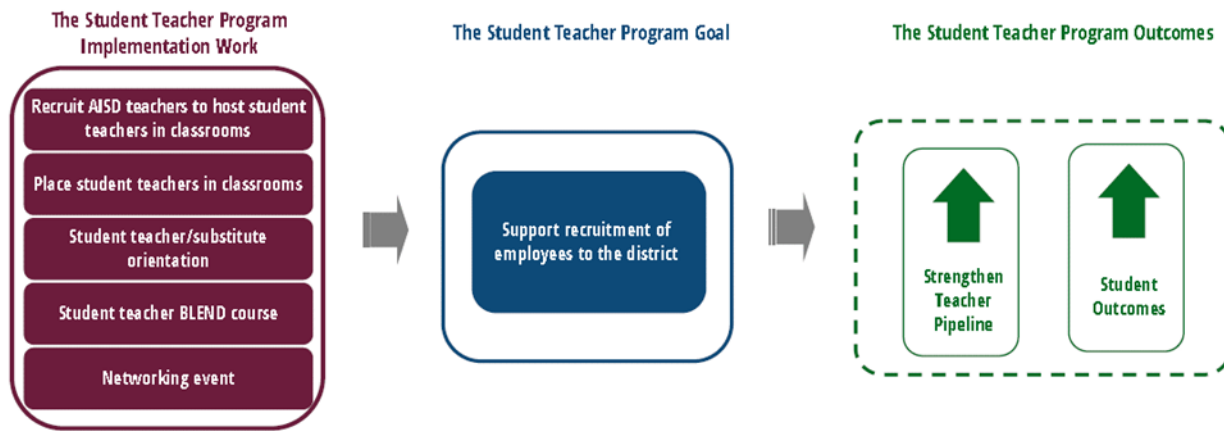 The Student Teacher Program
Implementation Work
Recruit AISD teachers to host student
teachers in classrooms
Place student teachers in classrooms
Student teacher/substitute
orientation
Student teacher BLEND course
Networking event
The Student Teacher Program Goal
Support recruitment of
employees to the district
The Student Teacher Program Outcomes
Strengthen
Teacher
Pipeline
Student
Outcomes